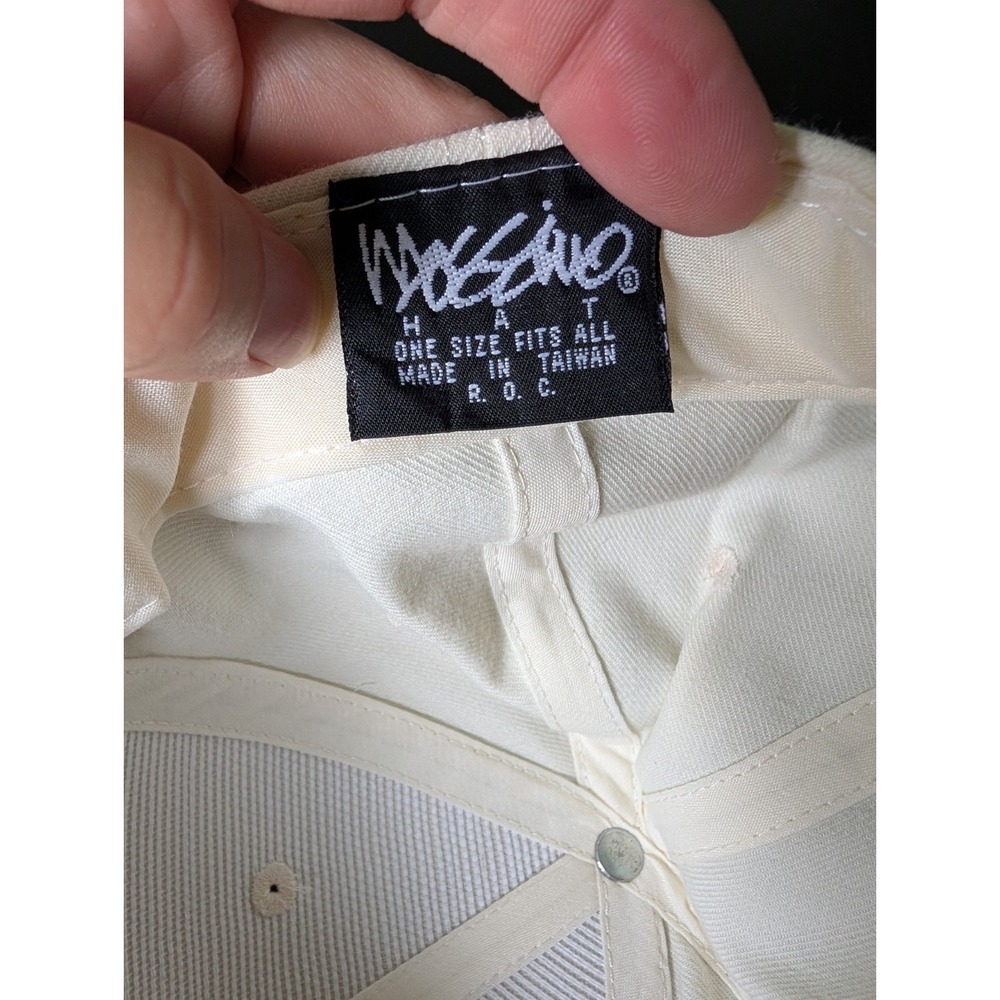 Mossimo®
H A T
ONE SIZE FITS ALL
MADE IN TAIWAN
R. O. C.